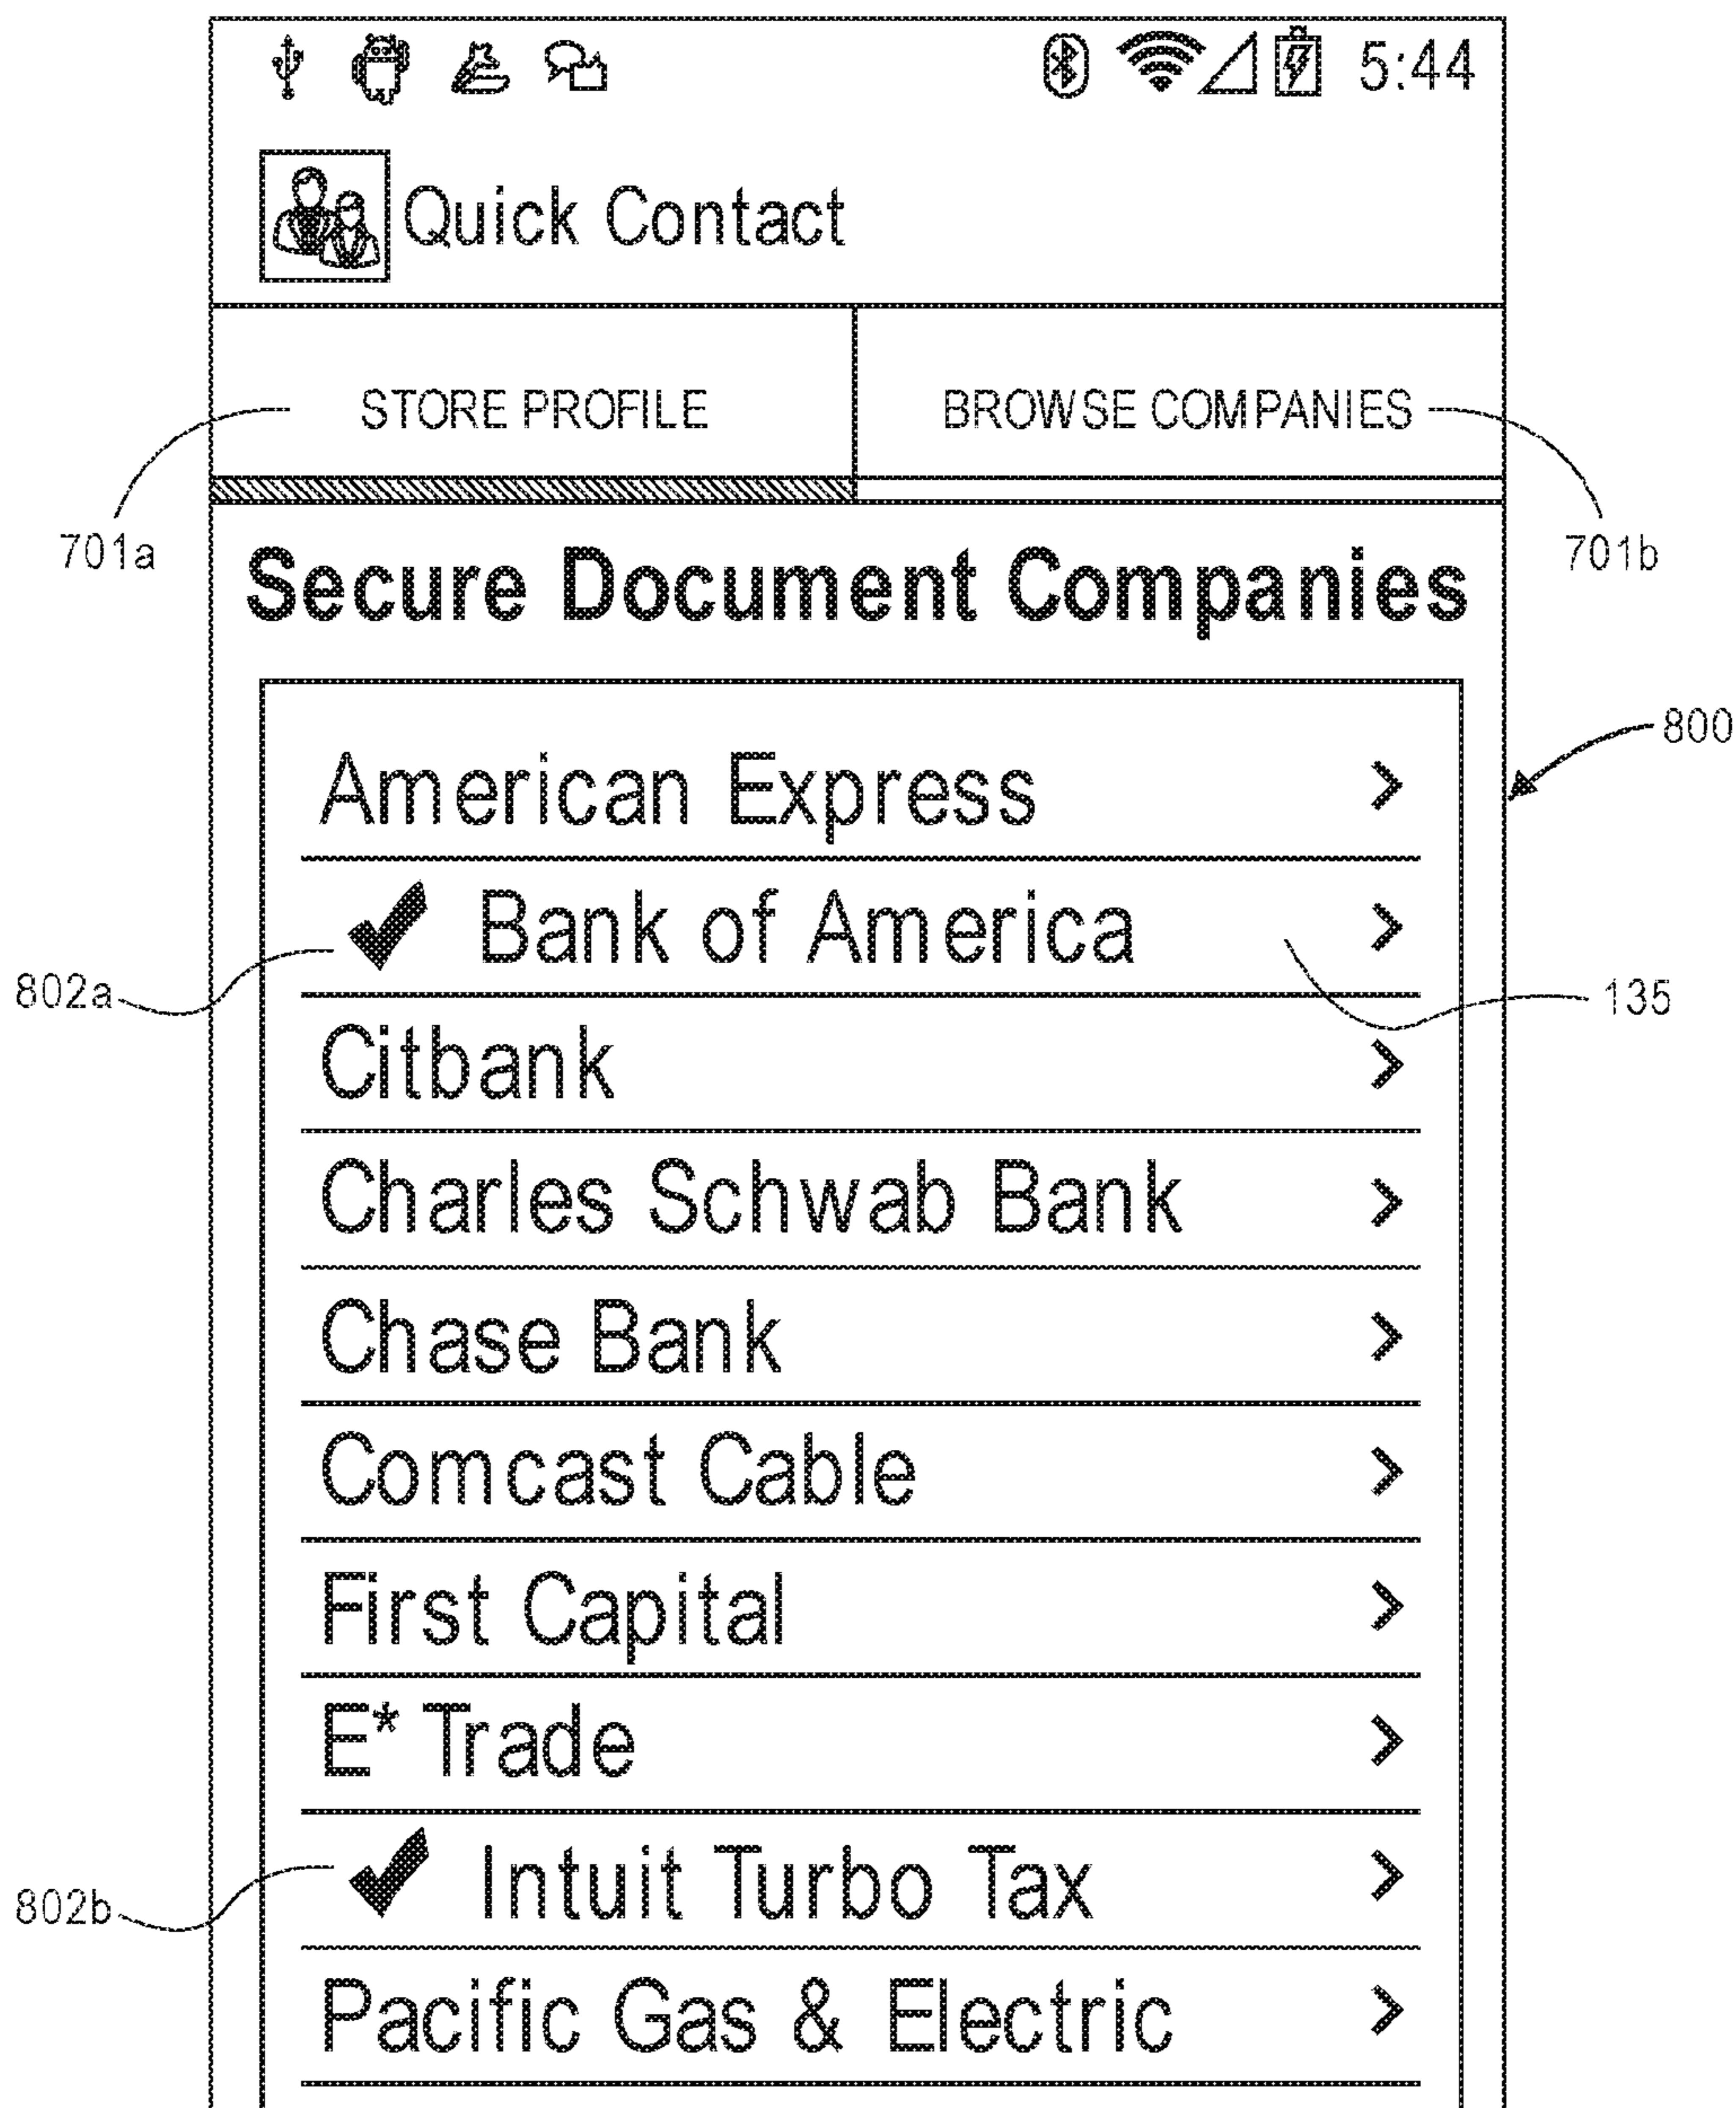 5:44
Quick Contact
STORE PROFILE BROWSE COMPANIES
701a 701b
Secure Document Companies
800
American Express >
Bank of America >
802a 135
Citbank >
Charles Schwab Bank >
Chase Bank >
Comcast Cable >
First Capital >
E* Trade >
Intuit Turbo Tax >
802b
Pacific Gas & Electric >